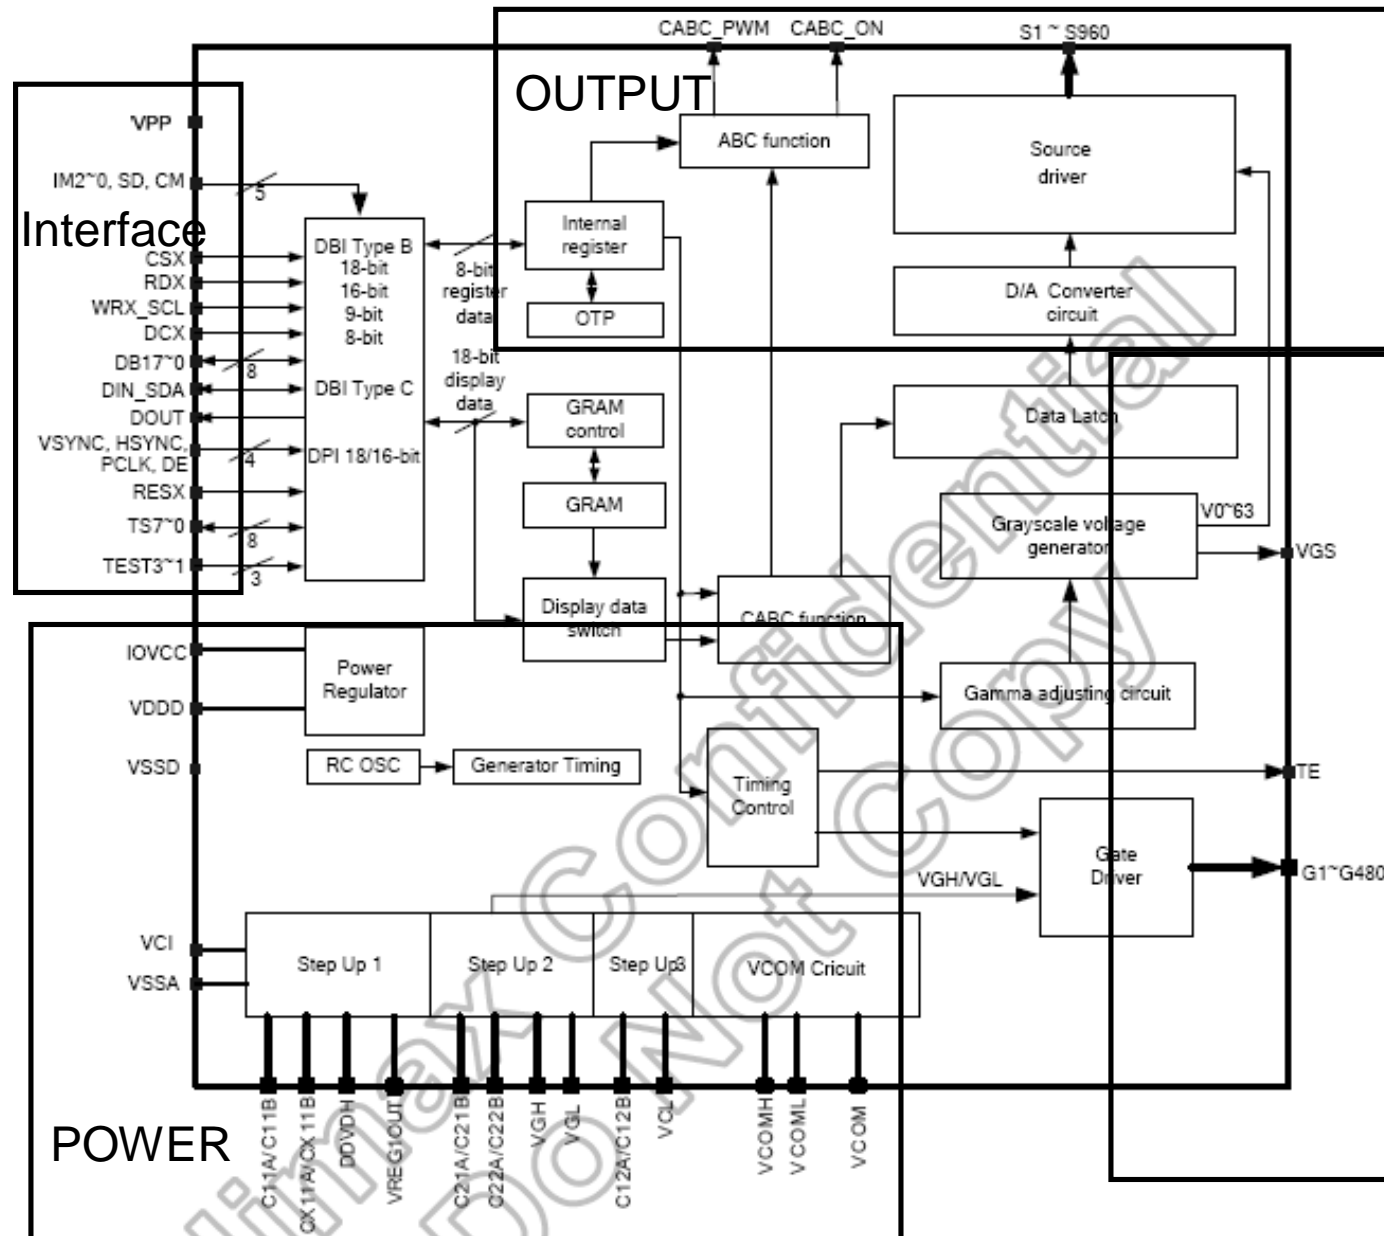 CABC_PWM
CABC_ON
S1 ~ S960
OUTPUT
VPP
ABC function
Source
driver
IM2~0, SD, CM
5
Interface
Internal
register
DBI Type B
18-bit
16-bit
9-bit
8-bit
CSX
RDX
WRX_SCL
DCX
DB17~0
8
DIN_SDA
DOUT
VSYNC, HSYNC,
PCLK, DE
4
RESX
TS7~0
8
TEST3~1
3
8-bit
register
data
OTP
D/A Converter
circuit
18-bit
display
data
DBI Type C
DPI 18/16-bit
GRAM
control
GRAM
Data Latch
Grayscale voltage
generator
V0~63
VGS
Display data
switch
CABC function
IOVCC
VDDD
VSSD
Power
Regulator
RC OSC
Generator Timing
Gamma adjusting circuit
Timing
Control
TE
Gate
Driver
G1~G480
VGH/VGL
VCI
VSSA
Step Up 1
Step Up 2
Step Up3
VCOM Cricuit
C11A/C11B
CX11A/CX11B
DDVDH
VREG1OUT
C21A/C21B
C22A/C22B
VGH
VGL
C12A/C12B
VCL
VCOMH
VCOML
VCOM
POWER
Himax Confidential
Do Not Copy